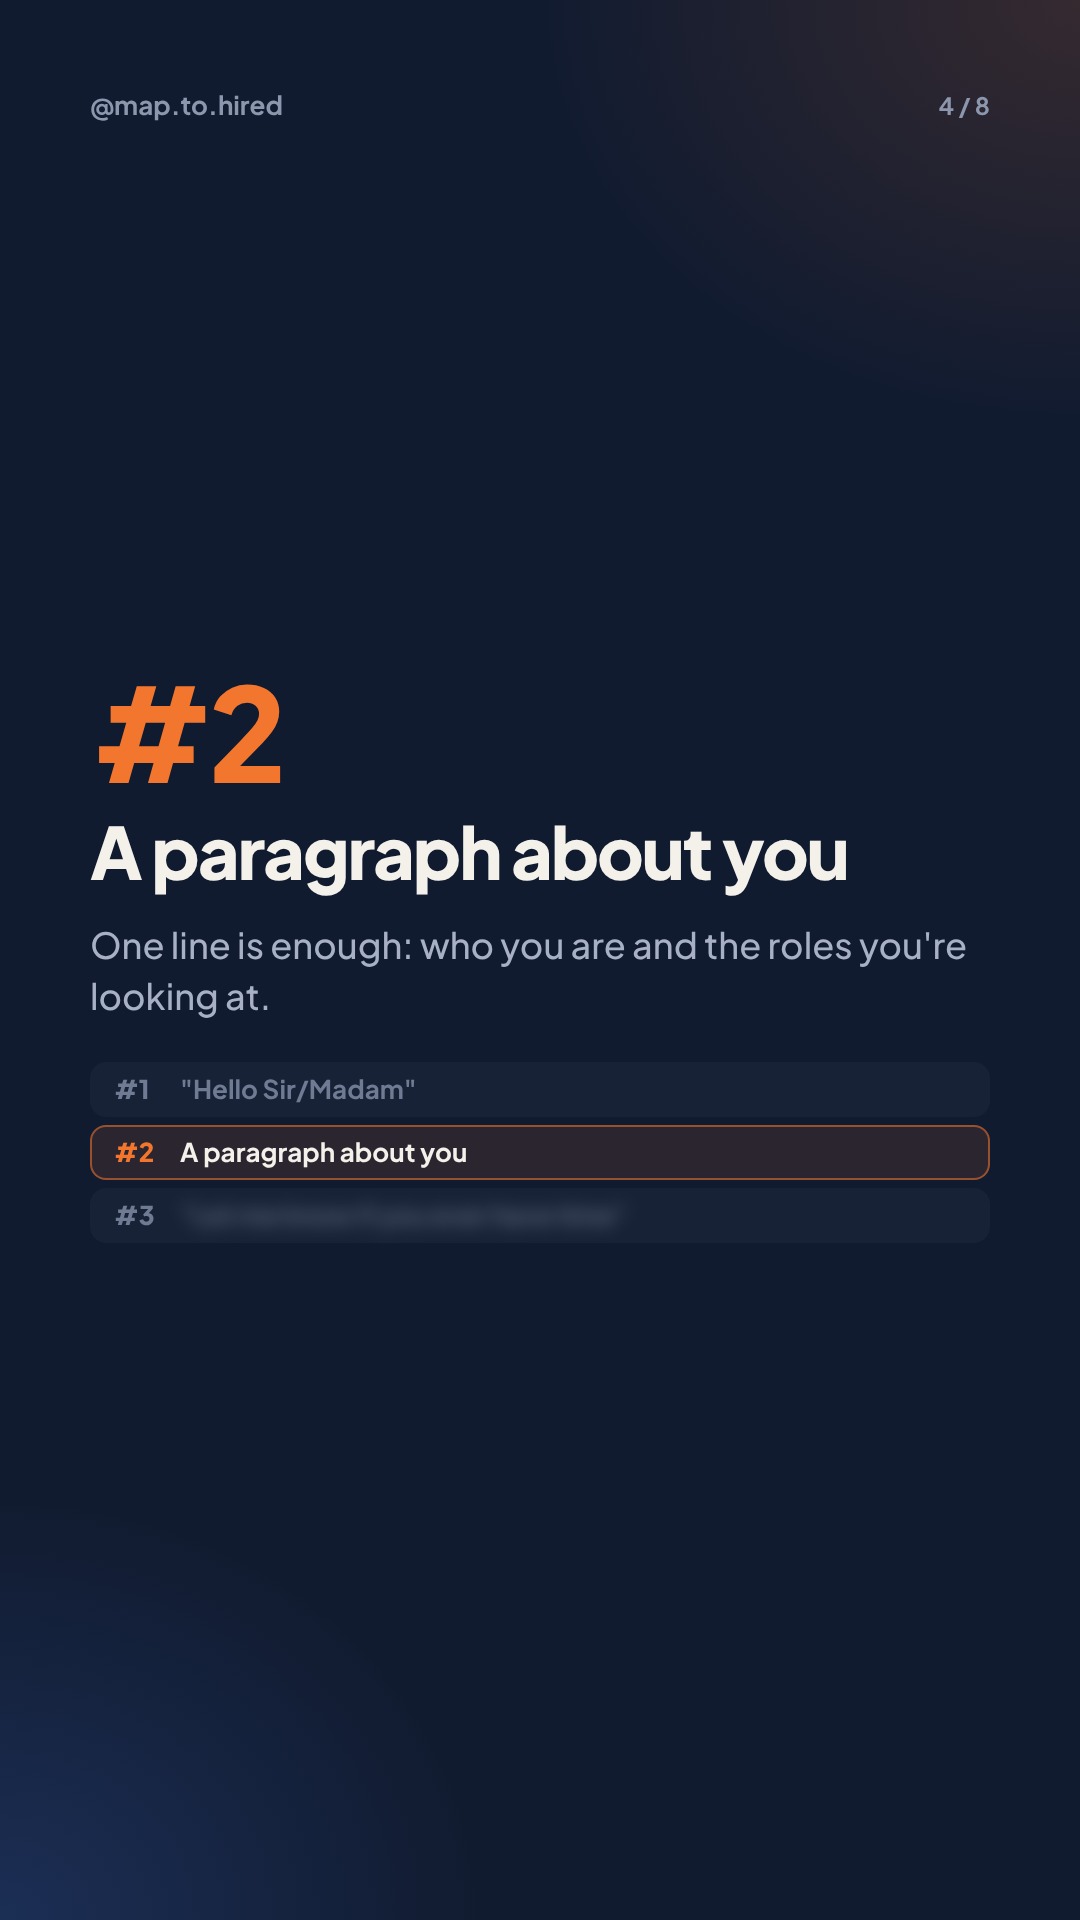 @map.to.hired
4 / 8
#2
A paragraph about you
One line is enough: who you are and the roles you're
looking at.
#1 "Hello Sir/Madam"
#2 A paragraph about you
#3